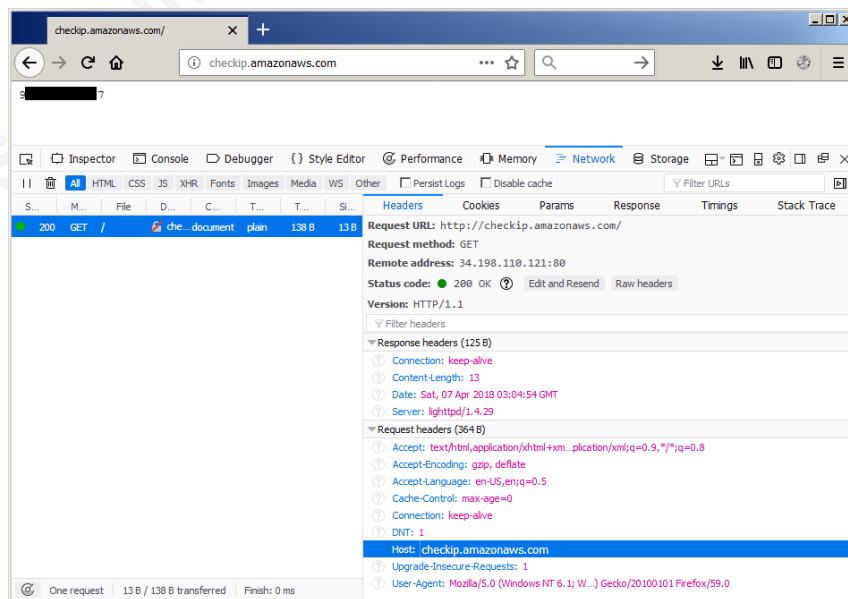 checkip.amazonaws.com/
checkip.amazonaws.com
9 7
Inspector Console Debugger { } Style Editor Performance Memory Network Storage
All HTML CSS JS XHR Fonts Images Media WS Other Persist Logs Disable cache Filter URLs
S... M... File D... C... T... T... Si...
200 GET / che... document plain 138 B 13 B
Headers Cookies Params Response Timings Stack Trace
Request URL: http://checkip.amazonaws.com/
Request method: GET
Remote address: 34.198.110.121:80
Status code: 200 OK Edit and Resend Raw headers
Version: HTTP/1.1
Filter headers
Response headers (125 B)
Connection: keep-alive
Content-Length: 13
Date: Sat, 07 Apr 2018 03:04:54 GMT
Server: lighttpd/1.4.29
Request headers (364 B)
Accept: text/html,application/xhtml+xm...plication/xml;q=0.9,*/*;q=0.8
Accept-Encoding: gzip, deflate
Accept-Language: en-US,en;q=0.5
Cache-Control: max-age=0
Connection: keep-alive
DNT: 1
Host: checkip.amazonaws.com
Upgrade-Insecure-Requests: 1
User-Agent: Mozilla/5.0 (Windows NT 6.1; W...) Gecko/20100101 Firefox/59.0
One request 13 B / 138 B transferred Finish: 0 ms